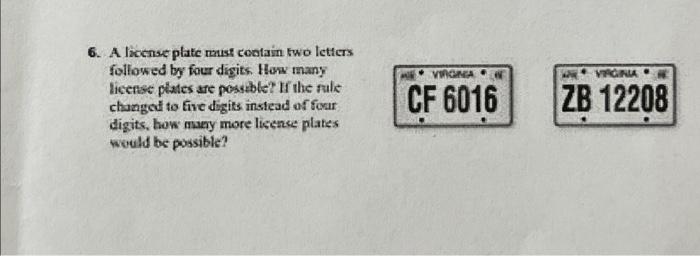 6. A license plate must contain two letters
followed by four digits. How many
license plates are possible? If the rule
changed to five digits instead of four
digits, how many more license plates
would be possible?
VIRGINIA
CF 6016
VIRGINIA
ZB 12208